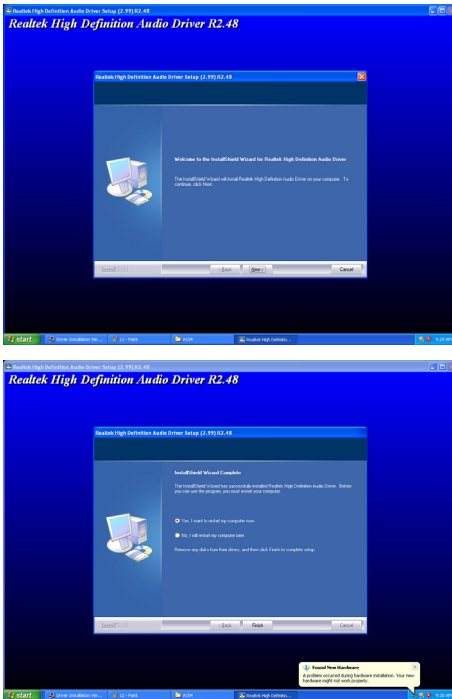 Realtek High Definition Audio Driver Setup (2.99) R2.48
Realtek High Definition Audio Driver R2.48
Realtek High Definition Audio Driver Setup (2.99) R2.48
Welcome to the InstallShield Wizard for Realtek High Definition Audio Driver
The InstallShield Wizard will install Realtek High Definition Audio Driver on your computer. To
continue, click Next.
InstallShield
< Back
Next >
Cancel
start
Driver Installation Ver...
Realtek High Definitio...
9:29 AM
Realtek High Definition Audio Driver Setup (2.99) R2.48
Realtek High Definition Audio Driver R2.48
Realtek High Definition Audio Driver Setup (2.99) R2.48
InstallShield Wizard Complete
The InstallShield Wizard has successfully installed Realtek High Definition Audio Driver. Before
you can use the program, you must restart your computer.
Yes, I want to restart my computer now.
No, I will restart my computer later.
Remove any disks from their drives, and then click Finish to complete setup.
InstallShield
< Back
Finish
Cancel
Found New Hardware
A problem occurred during hardware installation. Your new
hardware might not work properly.
start
Driver Installation Ver...
Realtek High Definitio...
9:30 AM